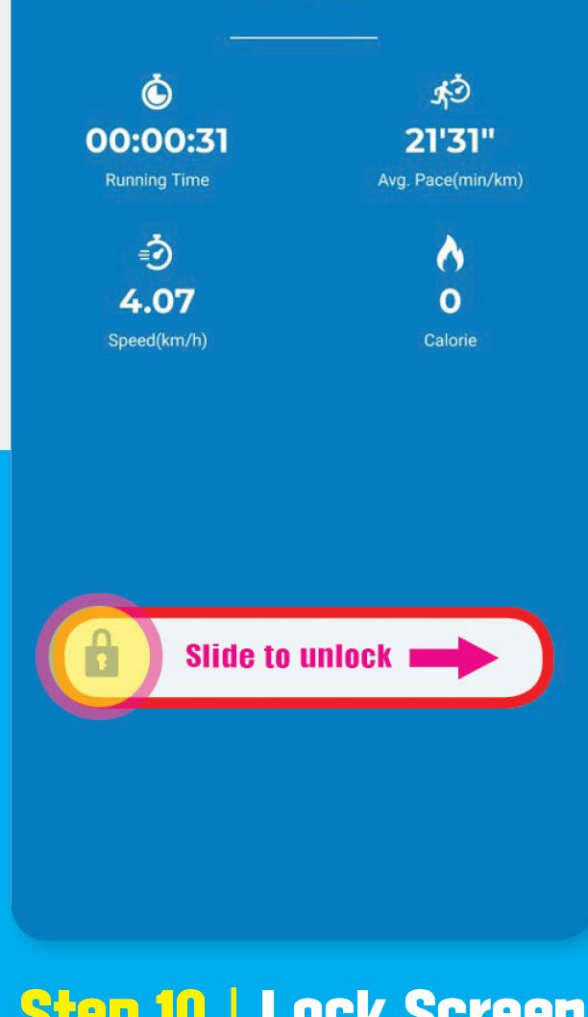 00:00:31 21'31"
Running Time Avg. Pace(min/km)
4.07 0
Speed(km/h) Calorie
Slide to unlock
Step 10 | Lock Screen